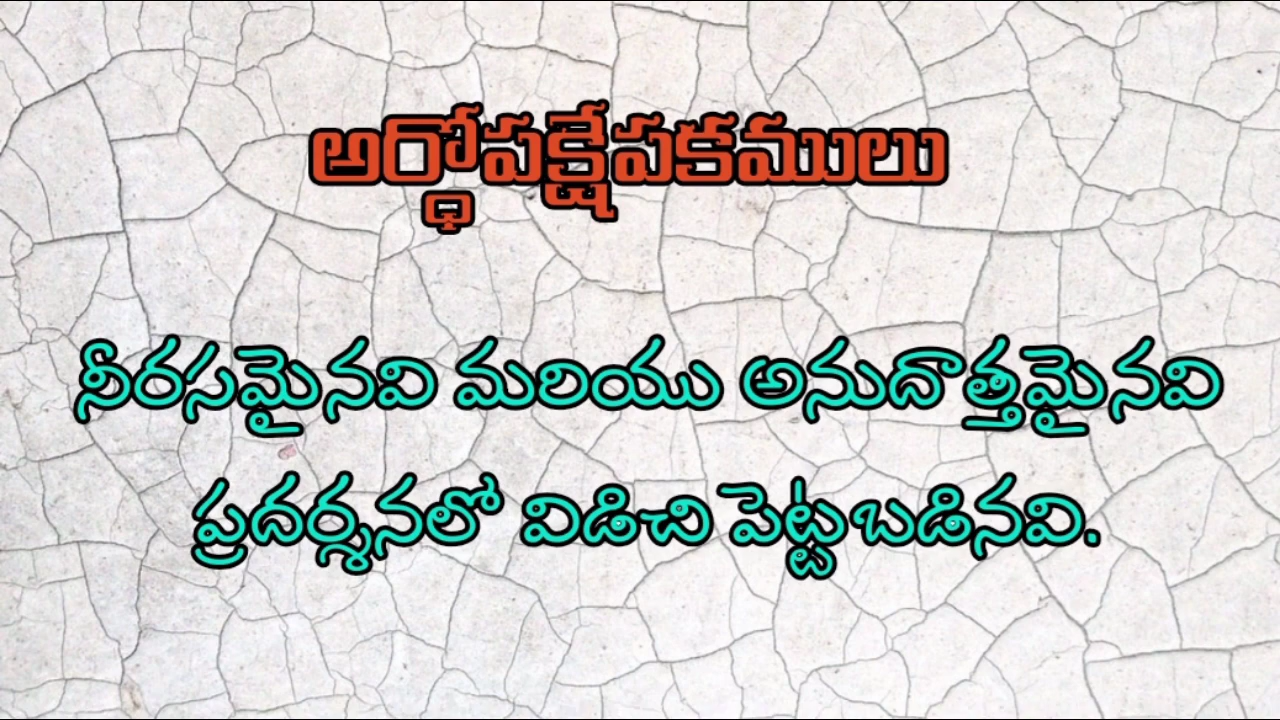 అర్ధోపక్షేపకములు
నీరసమైనవి మరియు అనుదాత్తమైనవి
ప్రదర్శనలో విడిచి పెట్టబడినవి.